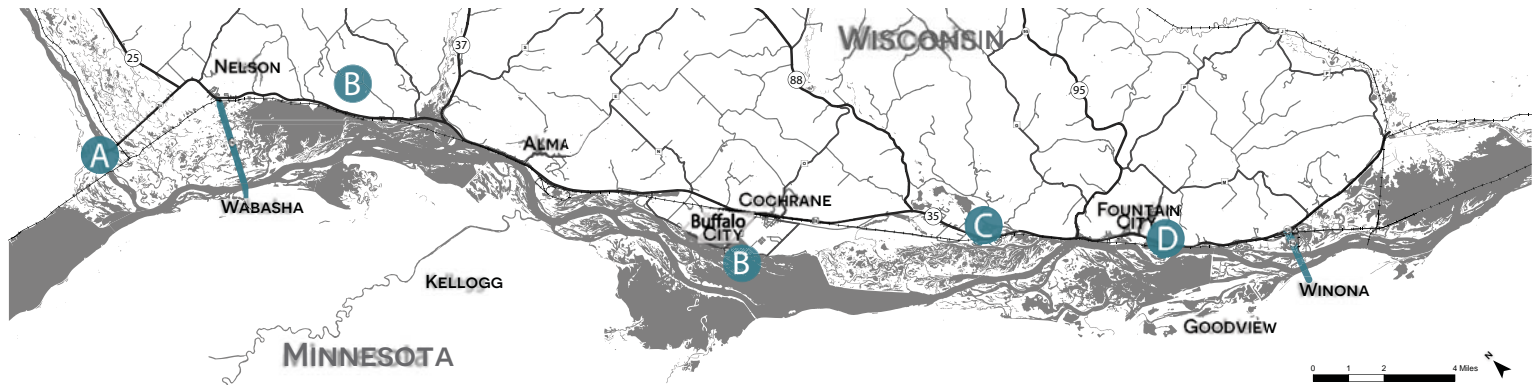 WISCONSIN
37
25
NELSON
B
88
95
A
ALMA
WABASHA
COCHRANE
FOUNTAIN
CITY
BUFFALO
CITY
35
C
D
B
KELLOGG
WINONA
GOODVIEW
MINNESOTA
N
0 1 2 4 Miles